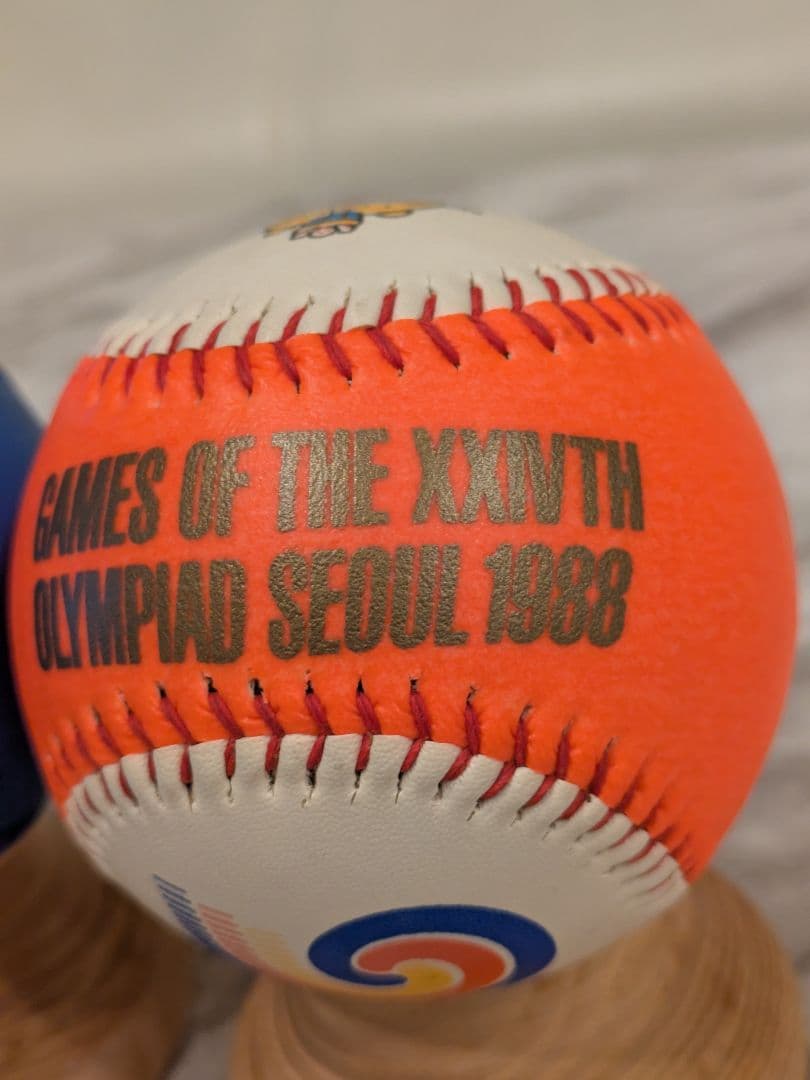 GAMES OF THE XXIVTH
OLYMPIAD SEOUL 1988